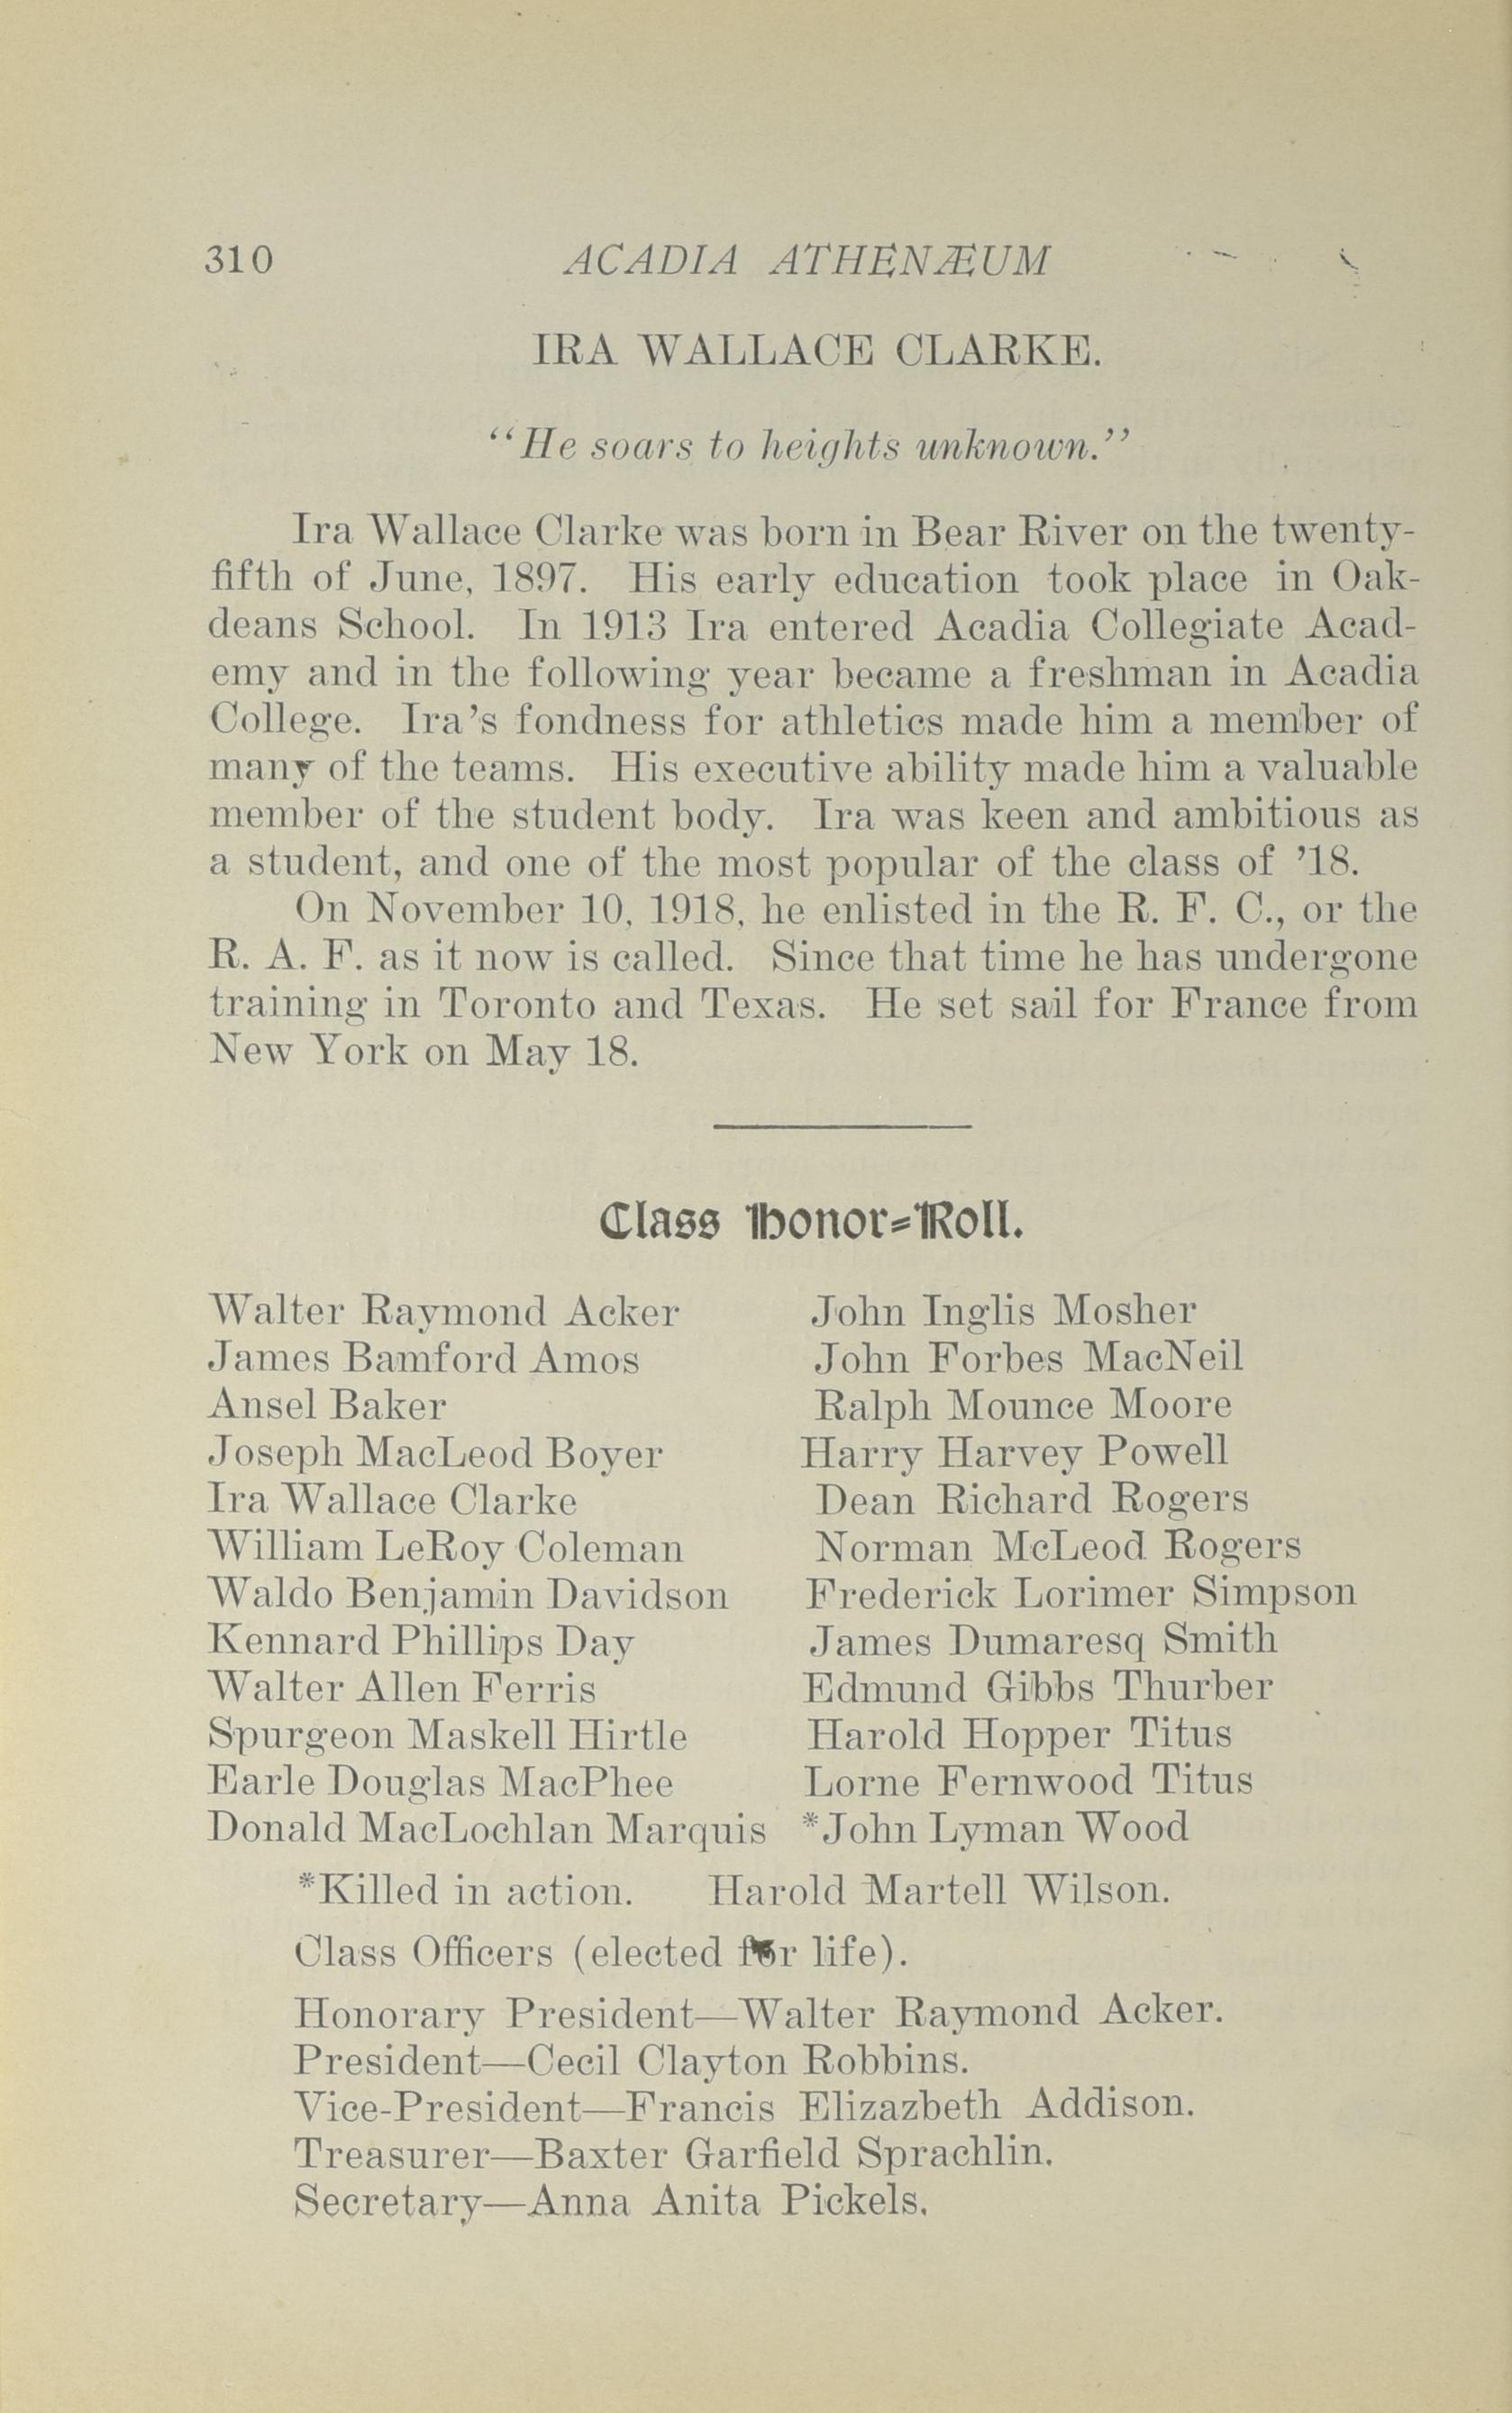 310 ACADIA ATHENÆUM
IRA WALLACE CLARKE.
"He soars to heights unknown."
Ira Wallace Clarke was born in Bear River on the twenty-
fifth of June, 1897. His early education took place in Oak-
deans School. In 1913 Ira entered Acadia Collegiate Acad-
emy and in the following year became a freshman in Acadia
College. Ira's fondness for athletics made him a member of
many of the teams. His executive ability made him a valuable
member of the student body. Ira was keen and ambitious as
a student, and one of the most popular of the class of '18.
On November 10, 1918, he enlisted in the R. F. C., or the
R. A. F. as it now is called. Since that time he has undergone
training in Toronto and Texas. He set sail for France from
New York on May 18.
Class Honor=Roll.
Walter Raymond Acker
James Bamford Amos
Ansel Baker
Joseph MacLeod Boyer
Ira Wallace Clarke
William LeRoy Coleman
Waldo Benjamin Davidson
Kennard Phillips Day
Walter Allen Ferris
Spurgeon Maskell Hirtle
Earle Douglas MacPhee
Donald MacLochlan Marquis
John Inglis Mosher
John Forbes MacNeil
Ralph Mounce Moore
Harry Harvey Powell
Dean Richard Rogers
Norman McLeod Rogers
Frederick Lorimer Simpson
James Dumaresq Smith
Edmund Gibbs Thurber
Harold Hopper Titus
Lorne Fernwood Titus
*John Lyman Wood
*Killed in action. Harold Martell Wilson.
Class Officers (elected for life).
Honorary President—Walter Raymond Acker.
President—Cecil Clayton Robbins.
Vice-President—Francis Elizazbeth Addison.
Treasurer—Baxter Garfield Sprachlin.
Secretary—Anna Anita Pickels.